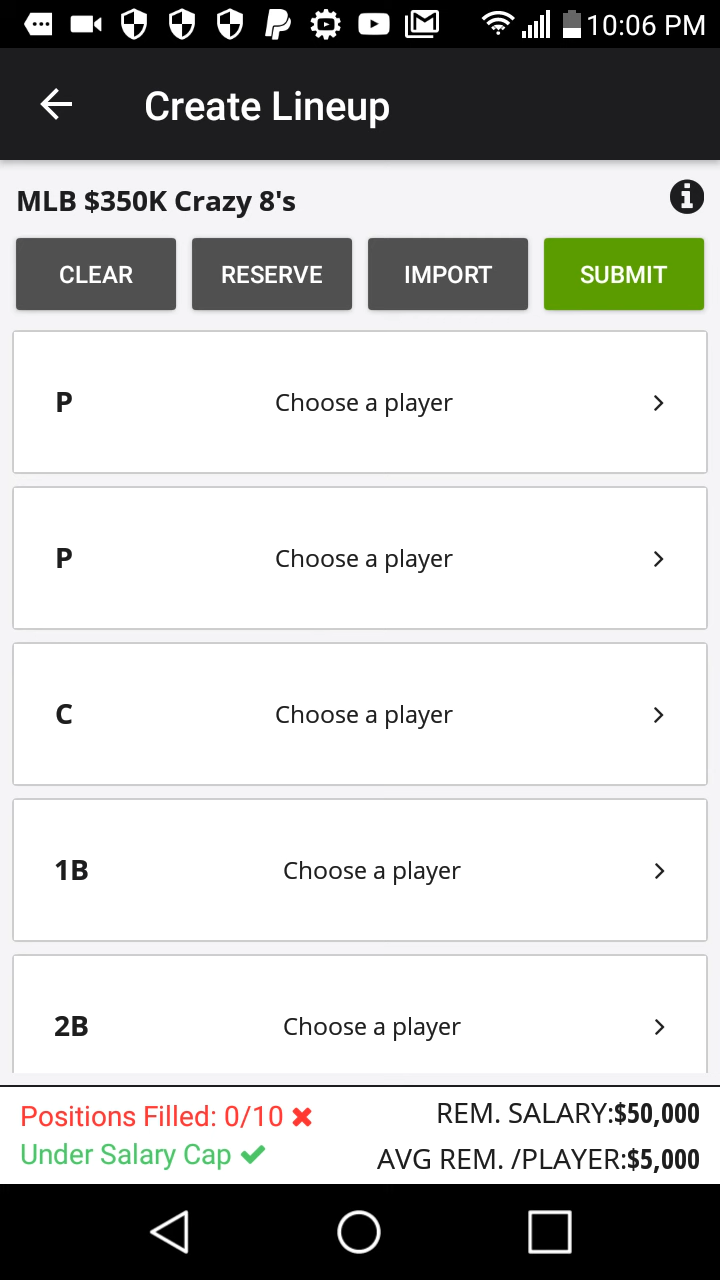 10:06 PM
Create Lineup
MLB $350K Crazy 8's
CLEAR RESERVE IMPORT SUBMIT
P Choose a player
P Choose a player
C Choose a player
1B Choose a player
2B Choose a player
Positions Filled: 0/10 REM. SALARY:$50,000
Under Salary Cap AVG REM. /PLAYER:$5,000